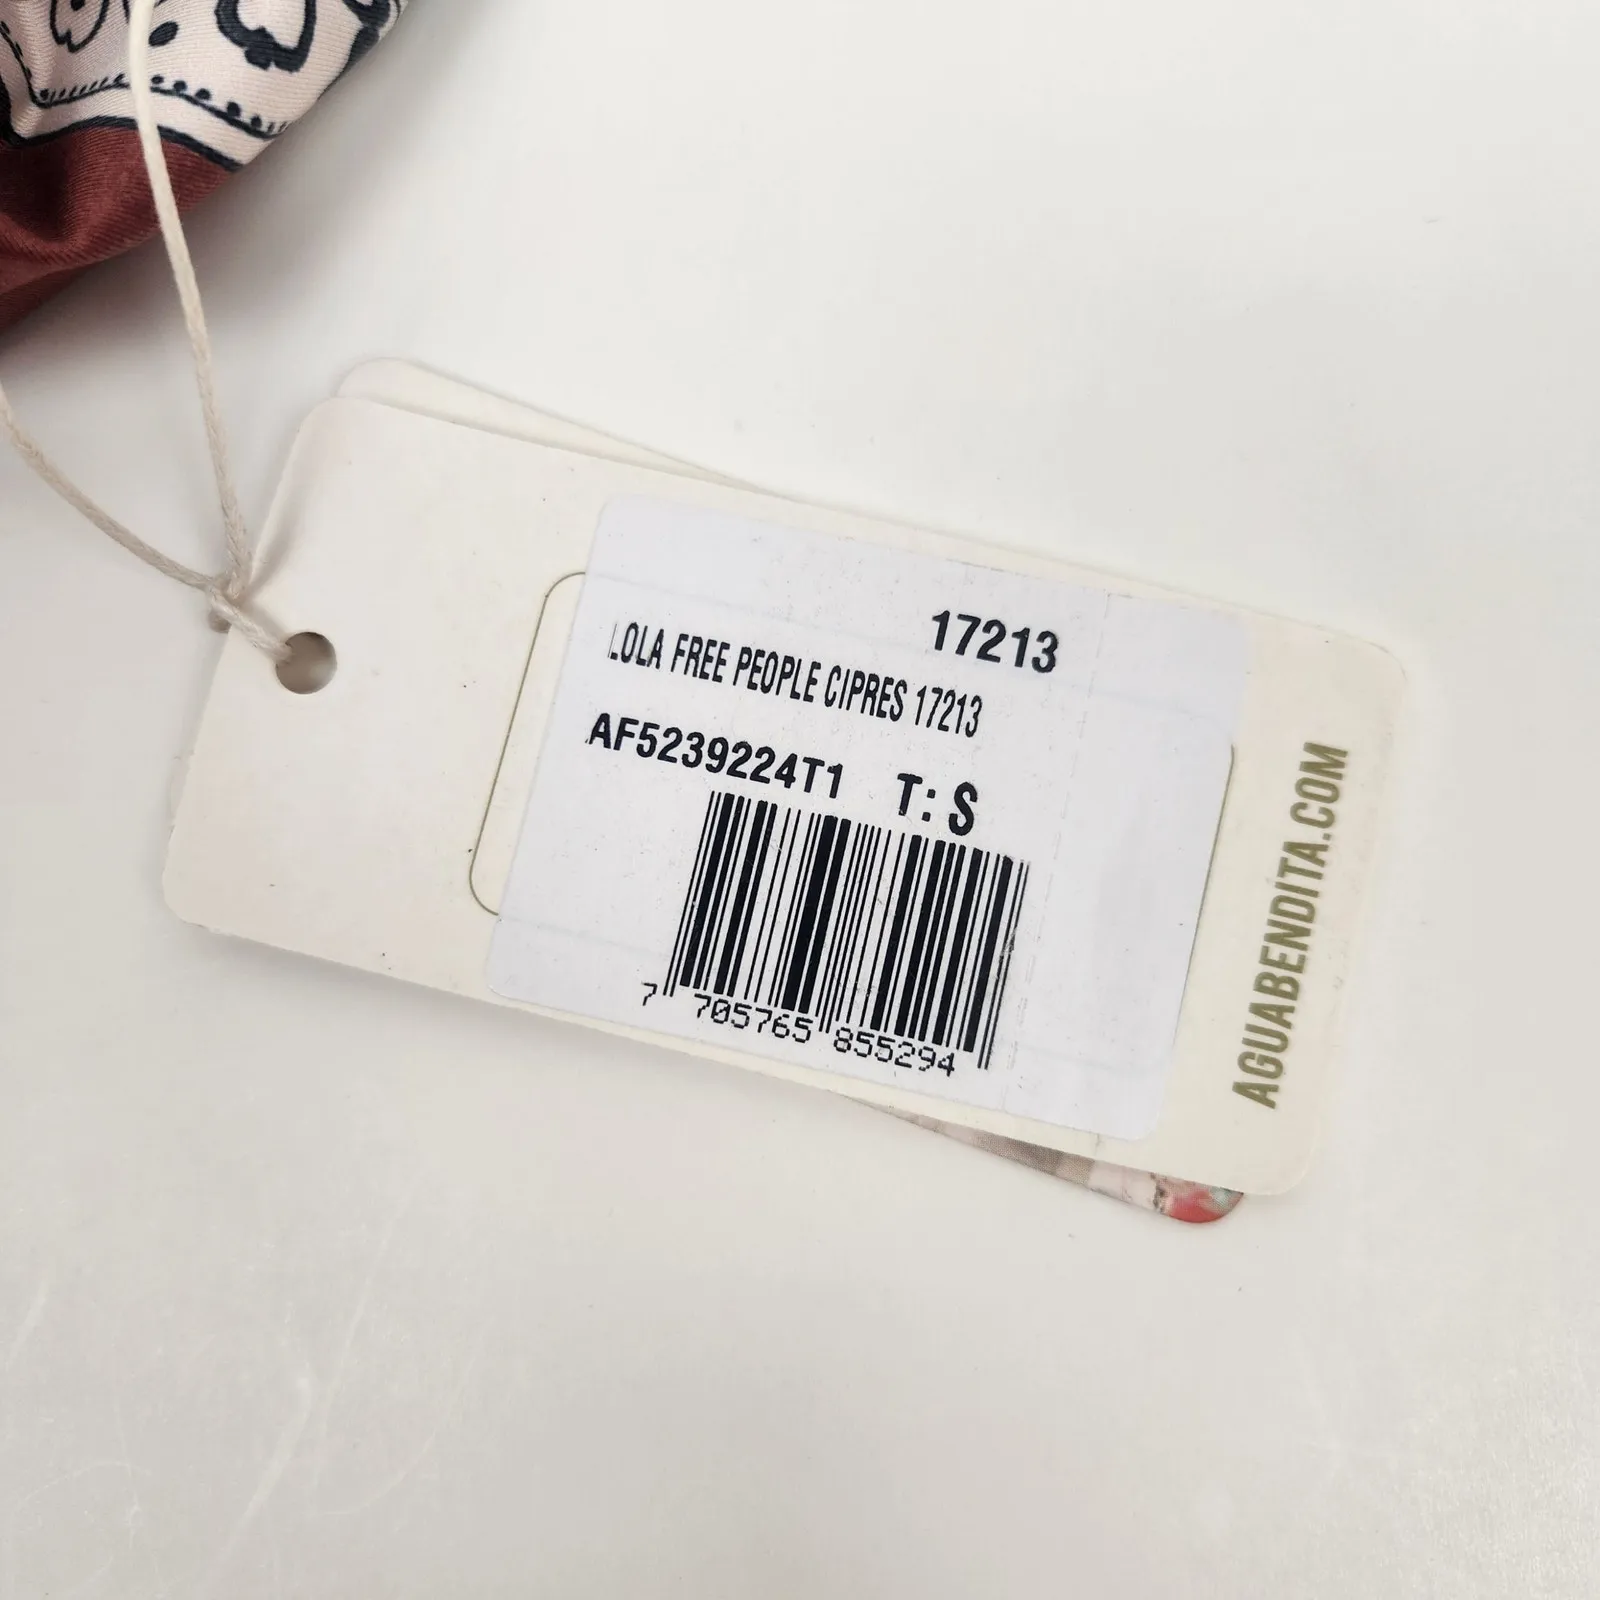 17213
LOLA FREE PEOPLE CIPRES 17213
AF5239224T1 T: S
7 705765 855294
AGUABENDITA.COM